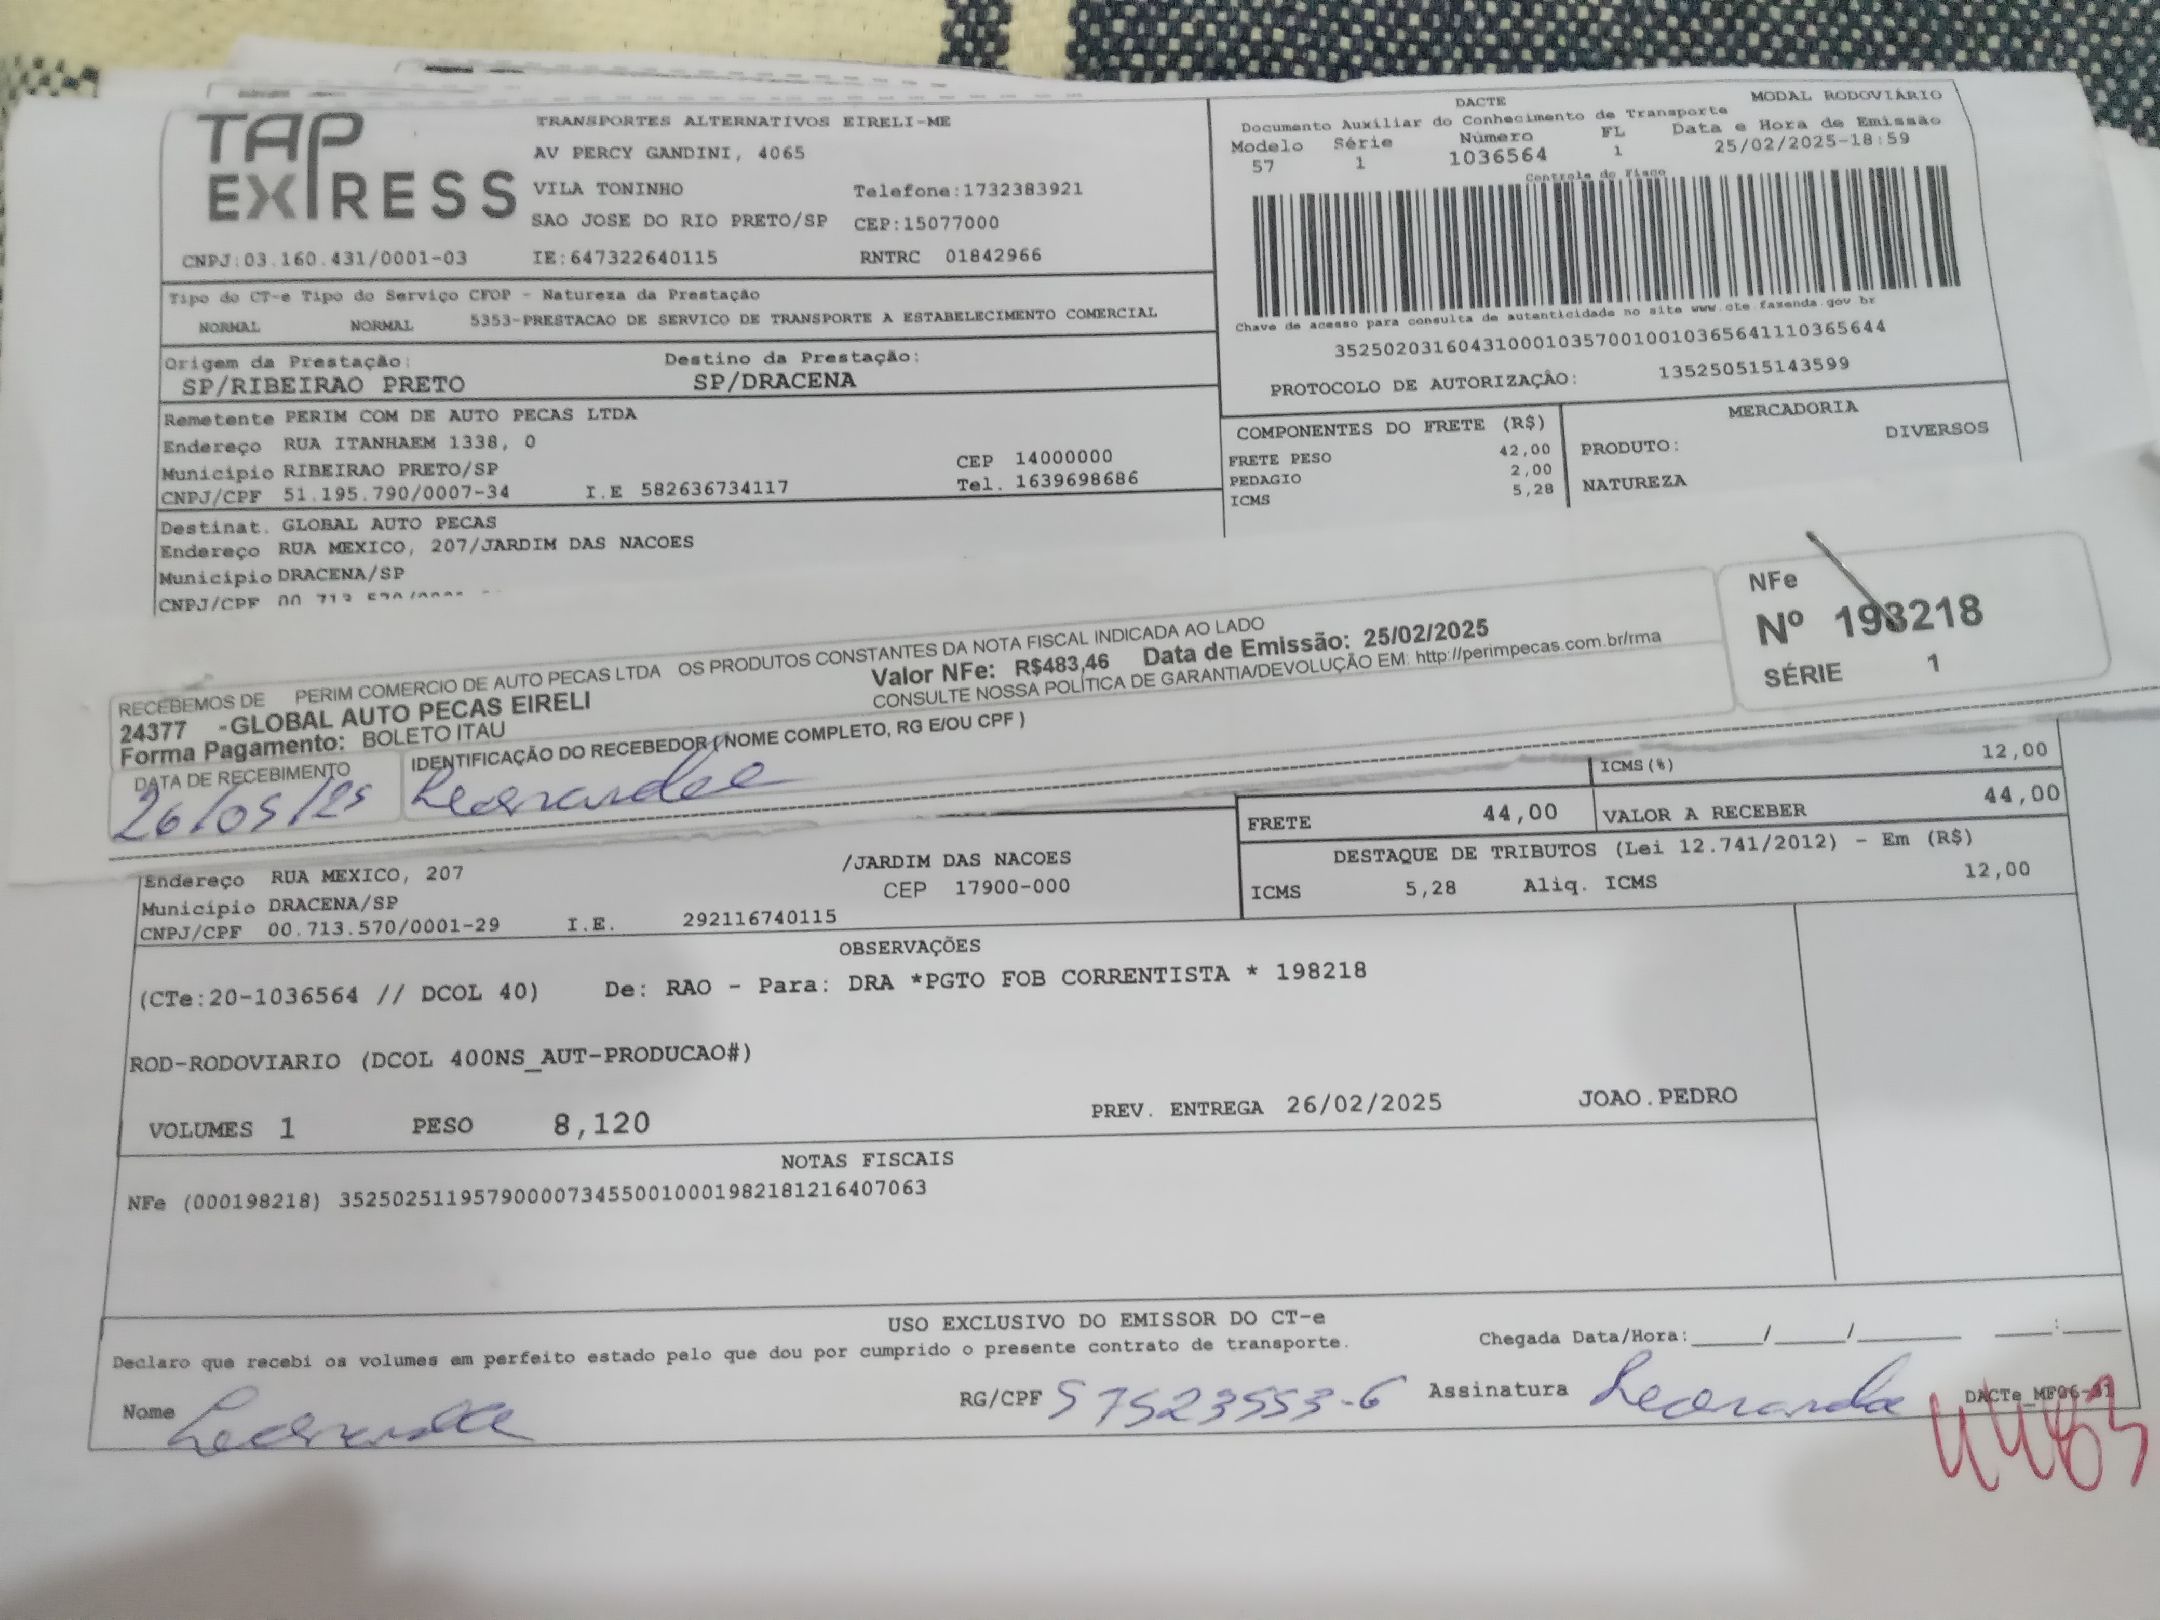 TAP EXPRESS
TRANSPORTES ALTERNATIVOS EIRELI-ME
AV PERCY GANDINI, 4065
VILA TONINHO Telefone:1732383921
SAO JOSE DO RIO PRETO/SP CEP:15077000
CNPJ:03.160.431/0001-03 IE:647322640115 RNTRC 01842966
DACTE MODAL RODOVIÁRIO
Documento Auxiliar do Conhecimento de Transporte
Modelo Série Número FL Data e Hora de Emissão
57 1 1036564 1 25/02/2025-18:59
Controle do Fisco
Chave de acesso para consulta de autenticidade no site www.cte.fazenda.gov.br
35250203160431000103570010010365641110365644
PROTOCOLO DE AUTORIZAÇÃO: 135250515143599
Tipo do CT-e Tipo do Serviço CFOP - Natureza da Prestação
NORMAL NORMAL 5353-PRESTACAO DE SERVICO DE TRANSPORTE A ESTABELECIMENTO COMERCIAL
Origem da Prestação: Destino da Prestação:
SP/RIBEIRAO PRETO SP/DRACENA
Remetente PERIM COM DE AUTO PECAS LTDA
Endereço RUA ITANHAEM 1338, 0
Município RIBEIRAO PRETO/SP CEP 14000000
CNPJ/CPF 51.195.790/0007-34 I.E 582636734117 Tel. 1639698686
COMPONENTES DO FRETE (R$)
FRETE PESO 42,00
PEDAGIO 2,00
ICMS 5,28
MERCADORIA
PRODUTO: DIVERSOS
NATUREZA
Destinat. GLOBAL AUTO PECAS
Endereço RUA MEXICO, 207/JARDIM DAS NACOES
Município DRACENA/SP
CNPJ/CPF 00.713.570/
RECEBEMOS DE PERIM COMERCIO DE AUTO PECAS LTDA OS PRODUTOS CONSTANTES DA NOTA FISCAL INDICADA AO LADO
24377 -GLOBAL AUTO PECAS EIRELI Valor NFe: R$483,46 Data de Emissão: 25/02/2025
Forma Pagamento: BOLETO ITAU CONSULTE NOSSA POLÍTICA DE GARANTIA/DEVOLUÇÃO EM: http://perimpecas.com.br/rma
DATA DE RECEBIMENTO IDENTIFICAÇÃO DO RECEBEDOR ( NOME COMPLETO, RG E/OU CPF )
26/05/25
NFe
Nº 198218
SÉRIE 1
ICMS(%) 12,00
FRETE 44,00 VALOR A RECEBER 44,00
DESTAQUE DE TRIBUTOS (Lei 12.741/2012) - Em (R$)
ICMS 5,28 Aliq. ICMS 12,00
Endereço RUA MEXICO, 207 /JARDIM DAS NACOES
Município DRACENA/SP CEP 17900-000
CNPJ/CPF 00.713.570/0001-29 I.E. 292116740115
OBSERVAÇÕES
(CTe:20-1036564 // DCOL 40) De: RAO - Para: DRA *PGTO FOB CORRENTISTA * 198218
ROD-RODOVIARIO (DCOL 400NS_AUT-PRODUCAO#)
VOLUMES 1 PESO 8,120 PREV. ENTREGA 26/02/2025 JOAO.PEDRO
NOTAS FISCAIS
NFe (000198218) 35250251195790000734550010001982181216407063
USO EXCLUSIVO DO EMISSOR DO CT-e
Declaro que recebi os volumes em perfeito estado pelo que dou por cumprido o presente contrato de transporte. Chegada Data/Hora:____/____/______ ___:___
Nome RG/CPF 57523553-6 Assinatura